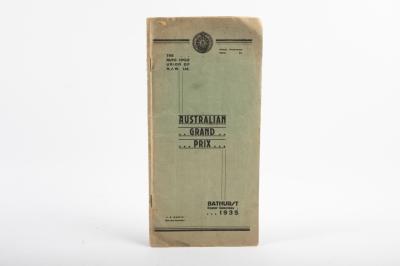 THE
AUTO CYCLE
UNION OF
N.S.W. Ltd.
AUSTRALIAN
GRAND
PRIX
BATHURST
1935